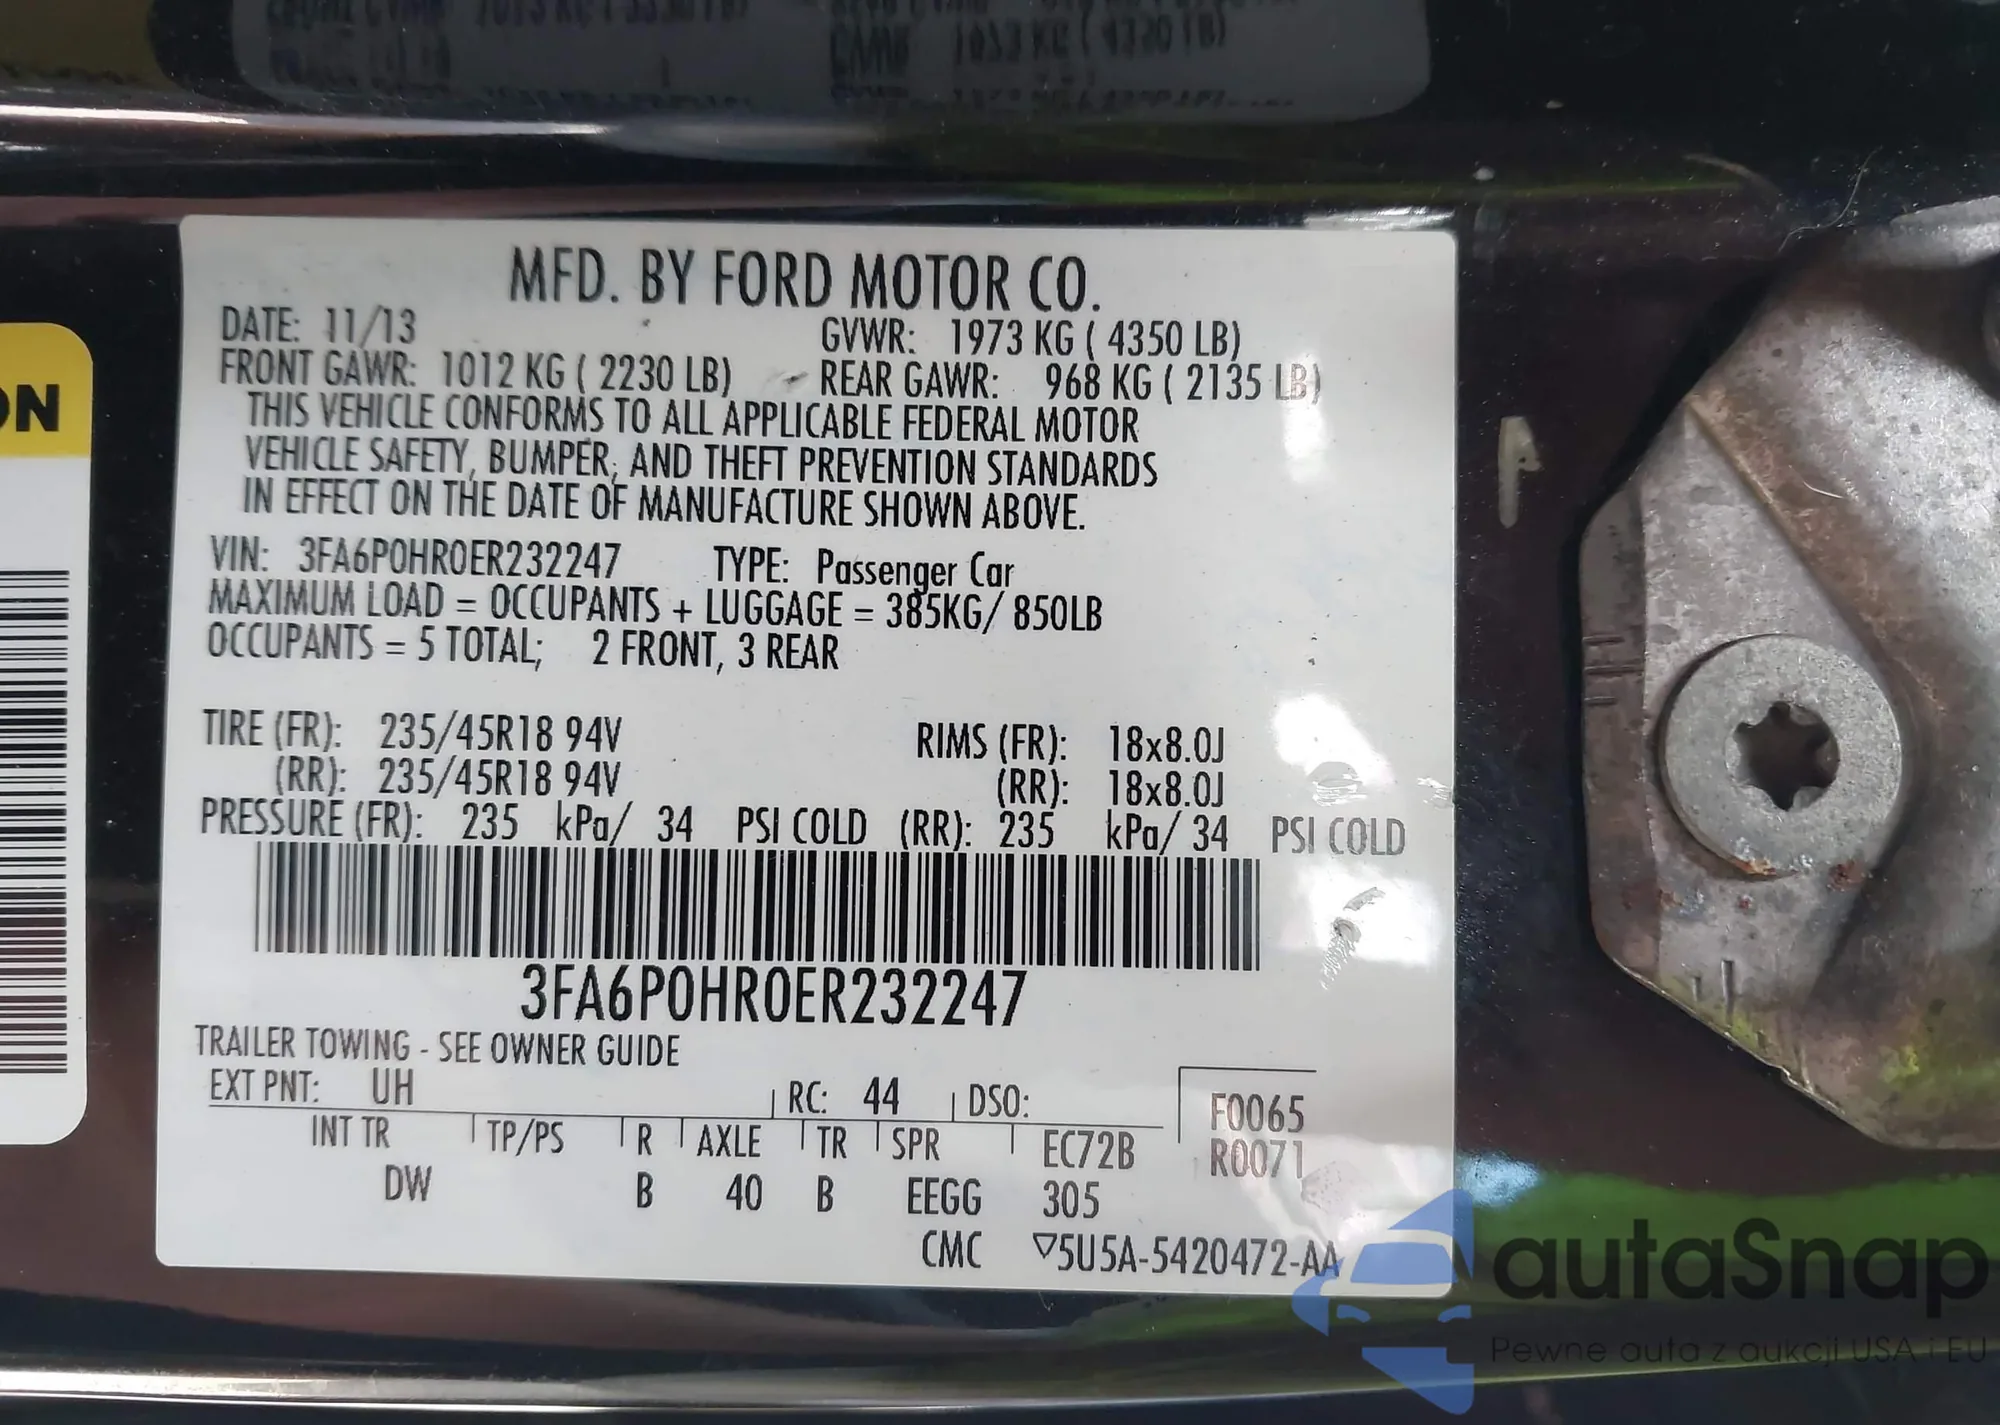 MFD. BY FORD MOTOR CO.
DATE: 11/13 GVWR: 1973 KG ( 4350 LB)
FRONT GAWR: 1012 KG ( 2230 LB) REAR GAWR: 968 KG ( 2135 LB)
THIS VEHICLE CONFORMS TO ALL APPLICABLE FEDERAL MOTOR
VEHICLE SAFETY, BUMPER, AND THEFT PREVENTION STANDARDS
IN EFFECT ON THE DATE OF MANUFACTURE SHOWN ABOVE.
VIN: 3FA6P0HR0ER232247 TYPE: Passenger Car
MAXIMUM LOAD = OCCUPANTS + LUGGAGE = 385KG/ 850LB
OCCUPANTS = 5 TOTAL; 2 FRONT, 3 REAR
TIRE (FR): 235/45R18 94V RIMS (FR): 18x8.0J
(RR): 235/45R18 94V (RR): 18x8.0J
PRESSURE (FR): 235 kPa/ 34 PSI COLD (RR): 235 kPa/ 34 PSI COLD
3FA6P0HR0ER232247
TRAILER TOWING - SEE OWNER GUIDE
EXT PNT: UH RC: 44 DSO: F0065
INT TR TP/PS R AXLE TR SPR EC72B R0071
DW B 40 B EEGG 305
CMC ▽5U5A-5420472-AA
ON
autaSnap
Pewne auta z aukcji USA i EU